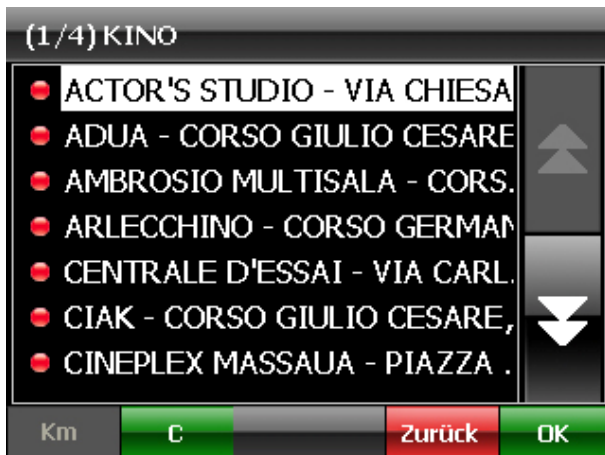 (1/4) KINO
ACTOR'S STUDIO - VIA CHIESA
ADUA - CORSO GIULIO CESARE
AMBROSIO MULTISALA - CORS.
ARLECCHINO - CORSO GERMAN
CENTRALE D'ESSAI - VIA CARL.
CIAK - CORSO GIULIO CESARE,
CINEPLEX MASSAUA - PIAZZA .
Km C Zurück OK